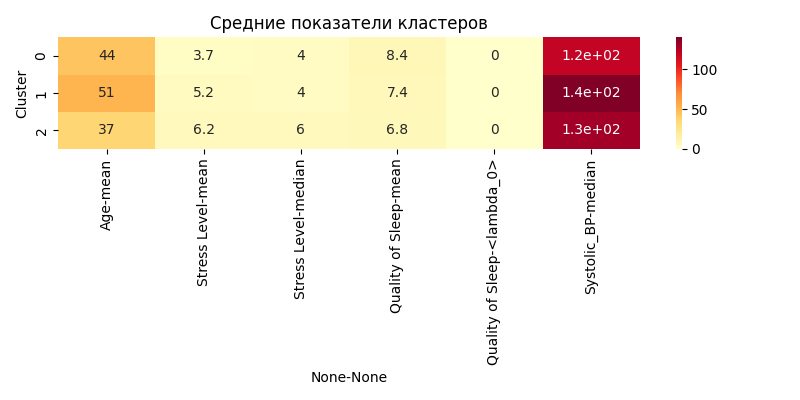 Средние показатели кластеров
Cluster
0 44 3.7 4 8.4 0 1.2e+02
1 51 5.2 4 7.4 0 1.4e+02
2 37 6.2 6 6.8 0 1.3e+02
100
50
0
Age-mean
Stress Level-mean
Stress Level-median
Quality of Sleep-mean
Quality of Sleep-<lambda_0>
Systolic_BP-median
None-None